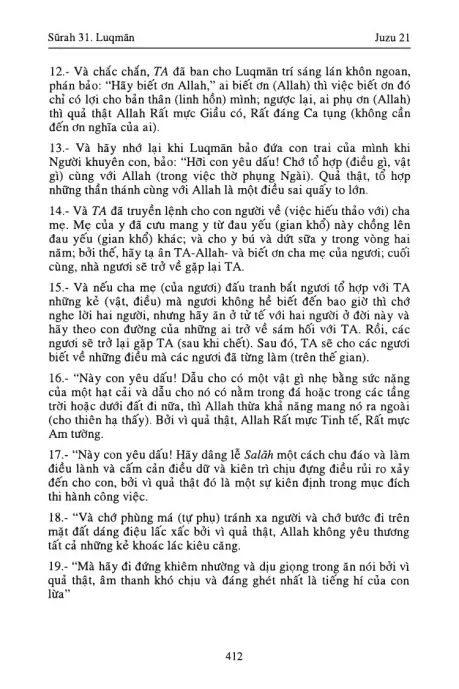 Sūrah 31. Luqmān Juzu 21
12.- Và chắc chắn, TA đã ban cho Luqmān trí sáng lán khôn ngoan,
phán bảo: “Hãy biết ơn Allah,” ai biết ơn (Allah) thì việc biết ơn đó
chỉ có lợi cho bản thân (linh hồn) mình; ngược lại, ai phụ ơn (Allah)
thì quả thật Allah Rất mực Giầu có, Rất đáng Ca tụng (không cần
đến ơn nghĩa của ai).
13.- Và hãy nhớ lại khi Luqmān bảo đứa con trai của mình khi
Người khuyên con, bảo: “Hỡi con yêu dấu! Chớ tổ hợp (điều gì, vật
gì) cùng với Allah (trong việc thờ phụng Ngài). Quả thật, tổ hợp
những thần thánh cùng với Allah là một điều sai quấy to lớn.
14.- Và TA đã truyền lệnh cho con người về (việc hiếu thảo với) cha
mẹ. Mẹ của y đã cưu mang y từ đau yếu (gian khổ) này chồng lên
đau yếu (gian khổ) khác; và cho y bú và dứt sữa y trong vòng hai
năm; bởi thế, hãy tạ ân TA-Allah- và biết ơn cha mẹ của ngươi; cuối
cùng, nhà ngươi sẽ trở về gặp lại TA.
15.- Và nếu cha mẹ (của ngươi) đấu tranh bắt ngươi tổ hợp với TA
những kẻ (vật, điều) mà ngươi không hề biết đến bao giờ thì chớ
nghe lời hai người, nhưng hãy ăn ở tử tế với hai người ở đời này và
hãy theo con đường của những ai trở về sám hối với TA. Rồi, các
ngươi sẽ trở lại gặp TA (sau khi chết). Sau đó, TA sẽ cho các ngươi
biết về những điều mà các ngươi đã từng làm (trên thế gian).
16.- “Này con yêu dấu! Dẫu cho có một vật gì nhẹ bằng sức nặng
của một hạt cải và dẫu cho nó có nằm trong đá hoặc trong các tầng
trời hoặc dưới đất đi nữa, thì Allah thừa khả năng mang nó ra ngoài
(cho thiên hạ thấy). Bởi vì quả thật, Allah Rất mực Tinh tế, Rất mực
Am tường.
17.- “Này con yêu dấu! Hãy dâng lễ Salāh một cách chu đáo và làm
điều lành và cấm cản điều dữ và kiên trì chịu đựng điều rủi ro xảy
đến cho con, bởi vì quả thật đó là một sự kiên định trong mục đích
thi hành công việc.
18.- “Và chớ phùng má (tự phụ) tránh xa người và chớ bước đi trên
mặt đất dáng điệu lấc xấc bởi vì quả thật, Allah không yêu thương
tất cả những kẻ khoác lác kiêu căng.
19.- “Mà hãy đi đứng khiêm nhường và dịu giọng trong ăn nói bởi vì
quả thật, âm thanh khó chịu và đáng ghét nhất là tiếng hí của con
lừa”
412